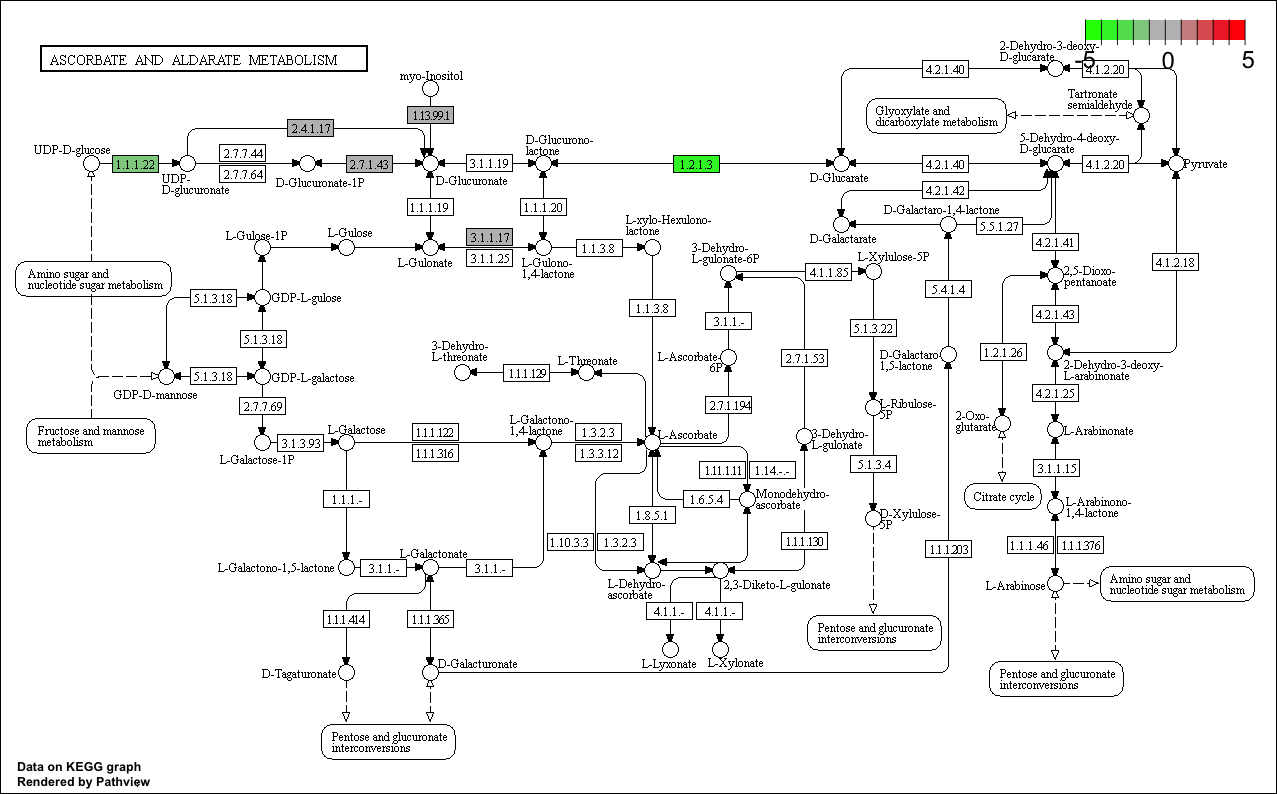 ASCORBATE AND ALDARATE METABOLISM
-5
0
5
myo-Inositol
1.13.99.1
2.4.1.17
UDP-D-glucose
1.1.1.22
UDP-
D-glucuronate
2.7.7.44
2.7.7.64
D-Glucuronate-1P
2.7.1.43
D-Glucuronate
3.1.1.19
D-Glucurono-
lactone
1.2.1.3
D-Glucarate
4.2.1.40
2-Dehydro-3-deoxy-
D-glucarate
4.1.2.20
Tartronate
semialdehyde
Glyoxylate and
dicarboxylate metabolism
5-Dehydro-4-deoxy-
D-glucarate
4.2.1.40
4.1.2.20
Pyruvate
4.2.1.42
D-Galactarate
D-Galactaro-1,4-lactone
5.5.1.27
1.1.1.19
1.1.1.20
L-Gulose-1P
L-Gulose
L-Gulonate
3.1.1.17
3.1.1.25
L-Gulono-
1,4-lactone
1.1.3.8
L-xylo-Hexulono-
lactone
1.1.3.8
3-Dehydro-
L-gulonate-6P
4.1.1.85
L-Xylulose-5P
5.4.1.4
4.2.1.41
4.1.2.18
2,5-Dioxo-
pentanoate
4.2.1.43
1.2.1.26
2-Dehydro-3-deoxy-
L-arabinonate
4.2.1.25
Amino sugar and
nucleotide sugar metabolism
5.1.3.18
GDP-L-gulose
5.1.3.18
5.1.3.18
GDP-L-galactose
GDP-D-mannose
2.7.7.69
3-Dehydro-
L-threonate
1.1.1.129
L-Threonate
3.1.1.-
L-Ascorbate-
6P
2.7.1.194
2.7.1.53
5.1.3.22
D-Galactaro
1,5-lactone
L-Ribulose-
5P
2-Oxo-
glutarate
L-Arabinonate
Fructose and mannose
metabolism
L-Galactose-1P
3.1.3.93
L-Galactose
1.1.1.122
1.1.1.316
L-Galactono-
1,4-lactone
1.3.2.3
1.3.3.12
L-Ascorbate
3-Dehydro-
L-gulonate
5.1.3.4
3.1.1.15
Citrate cycle
1.1.1.-
1.11.1.11
1.14.-.-
1.6.5.4
Monodehydro-
ascorbate
1.8.5.1
1.10.3.3
1.3.2.3
1.1.1.130
D-Xylulose-
5P
L-Arabinono-
1,4-lactone
1.1.1.203
1.1.1.46
1.1.1.376
L-Galactono-1,5-lactone
3.1.1.-
L-Galactonate
3.1.1.-
L-Dehydro-
ascorbate
2,3-Diketo-L-gulonate
L-Arabinose
Amino sugar and
nucleotide sugar metabolism
1.1.1.414
1.1.1.365
4.1.1.-
4.1.1.-
Pentose and glucuronate
interconversions
D-Tagaturonate
D-Galacturonate
L-Lyxonate
L-Xylonate
Pentose and glucuronate
interconversions
Pentose and glucuronate
interconversions
Data on KEGG graph
Rendered by Pathview